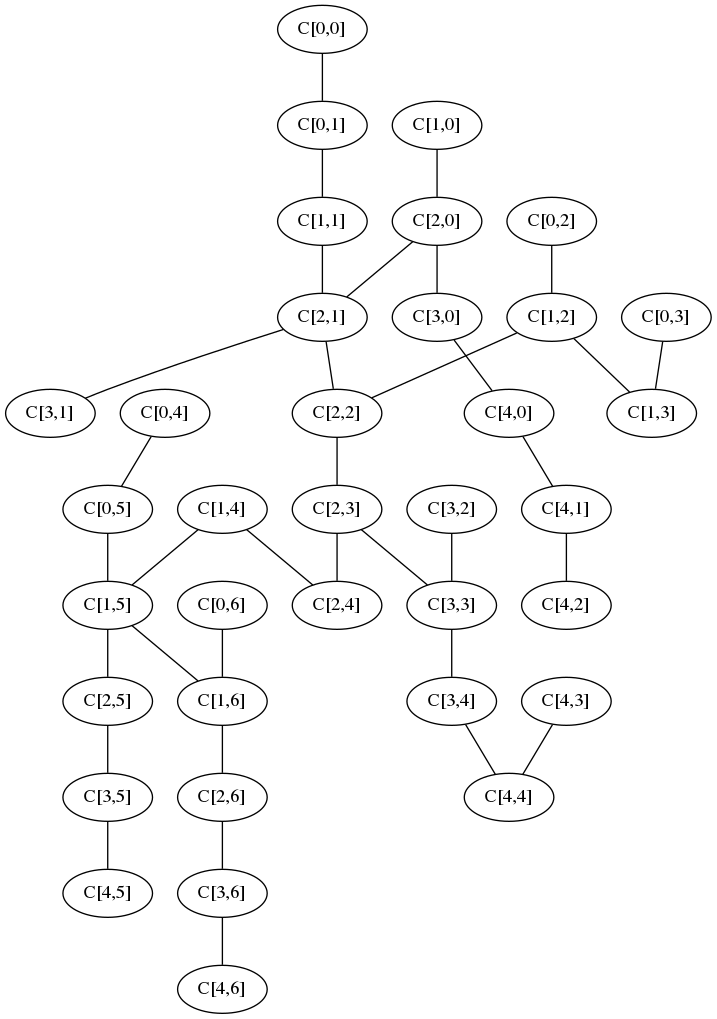 C[0,0]
C[0,1] C[1,0]
C[1,1] C[2,0] C[0,2]
C[2,1] C[3,0] C[1,2] C[0,3]
C[3,1] C[0,4] C[2,2] C[4,0] C[1,3]
C[0,5] C[1,4] C[2,3] C[3,2] C[4,1]
C[1,5] C[0,6] C[2,4] C[3,3] C[4,2]
C[2,5] C[1,6] C[3,4] C[4,3]
C[3,5] C[2,6] C[4,4]
C[4,5] C[3,6]
C[4,6]